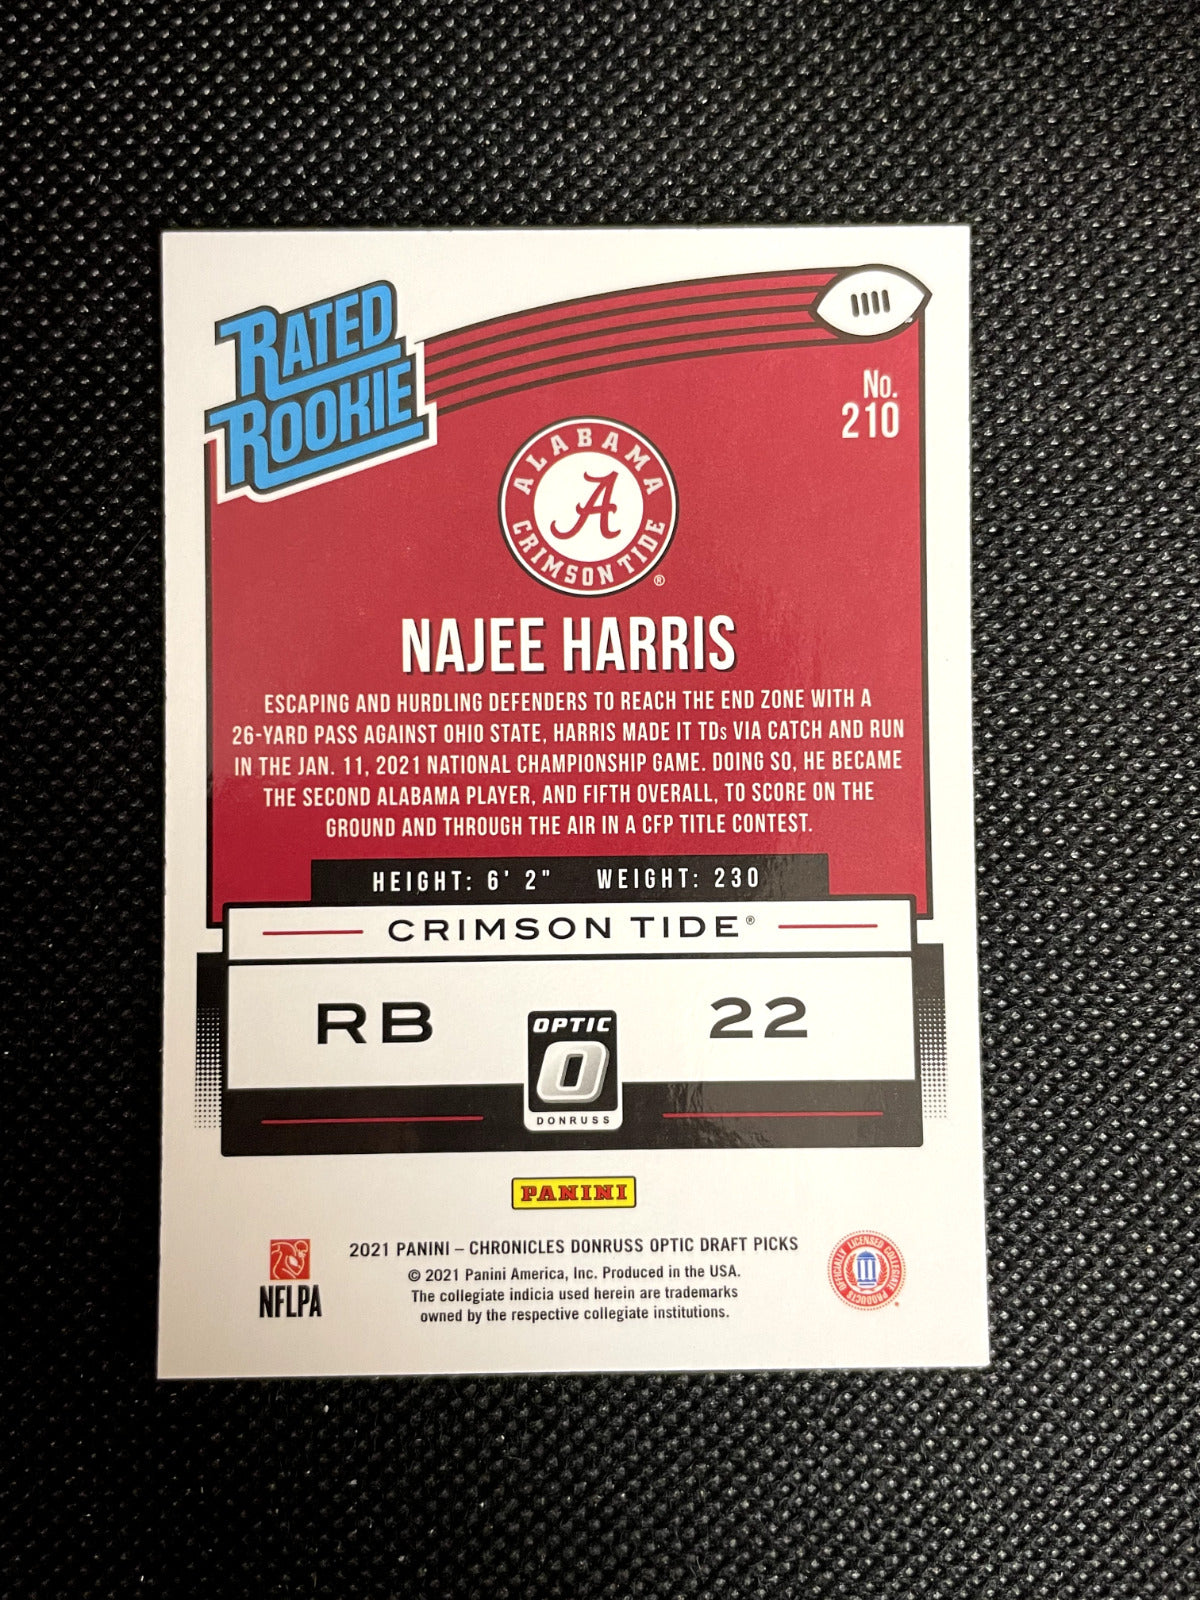 RATED
ROOKIE
No.
210
ALABAMA
A
CRIMSON TIDE
®
NAJEE HARRIS
ESCAPING AND HURDLING DEFENDERS TO REACH THE END ZONE WITH A
26-YARD PASS AGAINST OHIO STATE, HARRIS MADE IT TDs VIA CATCH AND RUN
IN THE JAN. 11, 2021 NATIONAL CHAMPIONSHIP GAME. DOING SO, HE BECAME
THE SECOND ALABAMA PLAYER, AND FIFTH OVERALL, TO SCORE ON THE
GROUND AND THROUGH THE AIR IN A CFP TITLE CONTEST.
HEIGHT: 6' 2" WEIGHT: 230
CRIMSON TIDE®
RB
22
OPTIC
O
DONRUSS
PANINI
2021 PANINI – CHRONICLES DONRUSS OPTIC DRAFT PICKS
© 2021 Panini America, Inc. Produced in the USA.
The collegiate indicia used herein are trademarks
owned by the respective collegiate institutions.
NFLPA
OFFICIALLY LICENSED COLLEGIATE PRODUCTS